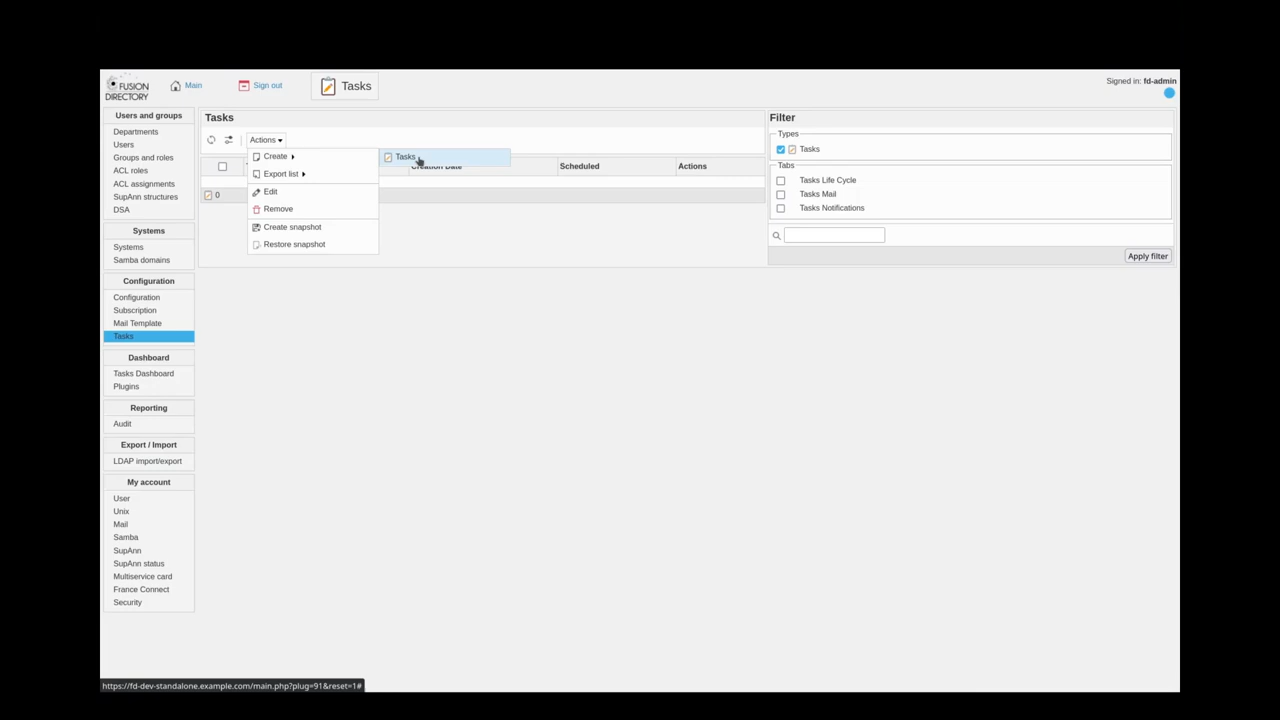 FUSION
DIRECTORY
Main
Sign out
Tasks
Signed in: fd-admin
Users and groups
Departments
Users
Groups and roles
ACL roles
ACL assignments
SupAnn structures
DSA
Systems
Systems
Samba domains
Configuration
Configuration
Subscription
Mail Template
Tasks
Dashboard
Tasks Dashboard
Plugins
Reporting
Audit
Export / Import
LDAP import/export
My account
User
Unix
Mail
Samba
SupAnn
SupAnn status
Multiservice card
France Connect
Security
Tasks
Actions
Create
Export list
Edit
Remove
Create snapshot
Restore snapshot
Tasks
Creation Date
Scheduled
Actions
0
Filter
Types
Tasks
Tabs
Tasks Life Cycle
Tasks Mail
Tasks Notifications
Apply filter
https://fd-dev-standalone.example.com/main.php?plug=91&reset=1#